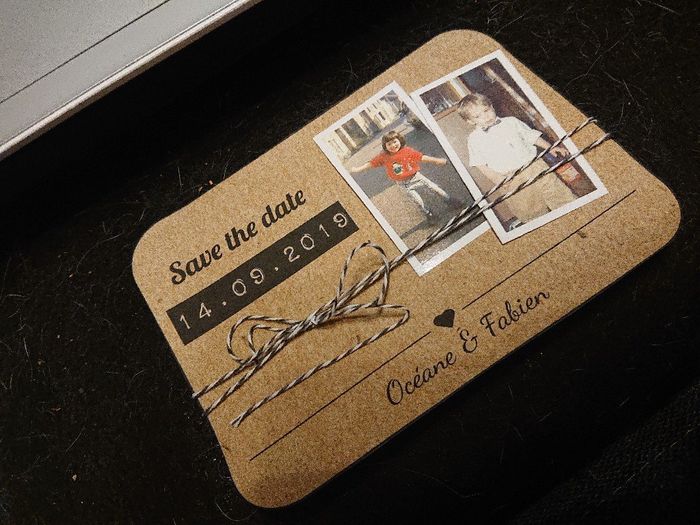 Save the date
14.09.2019
Océane & Fabien